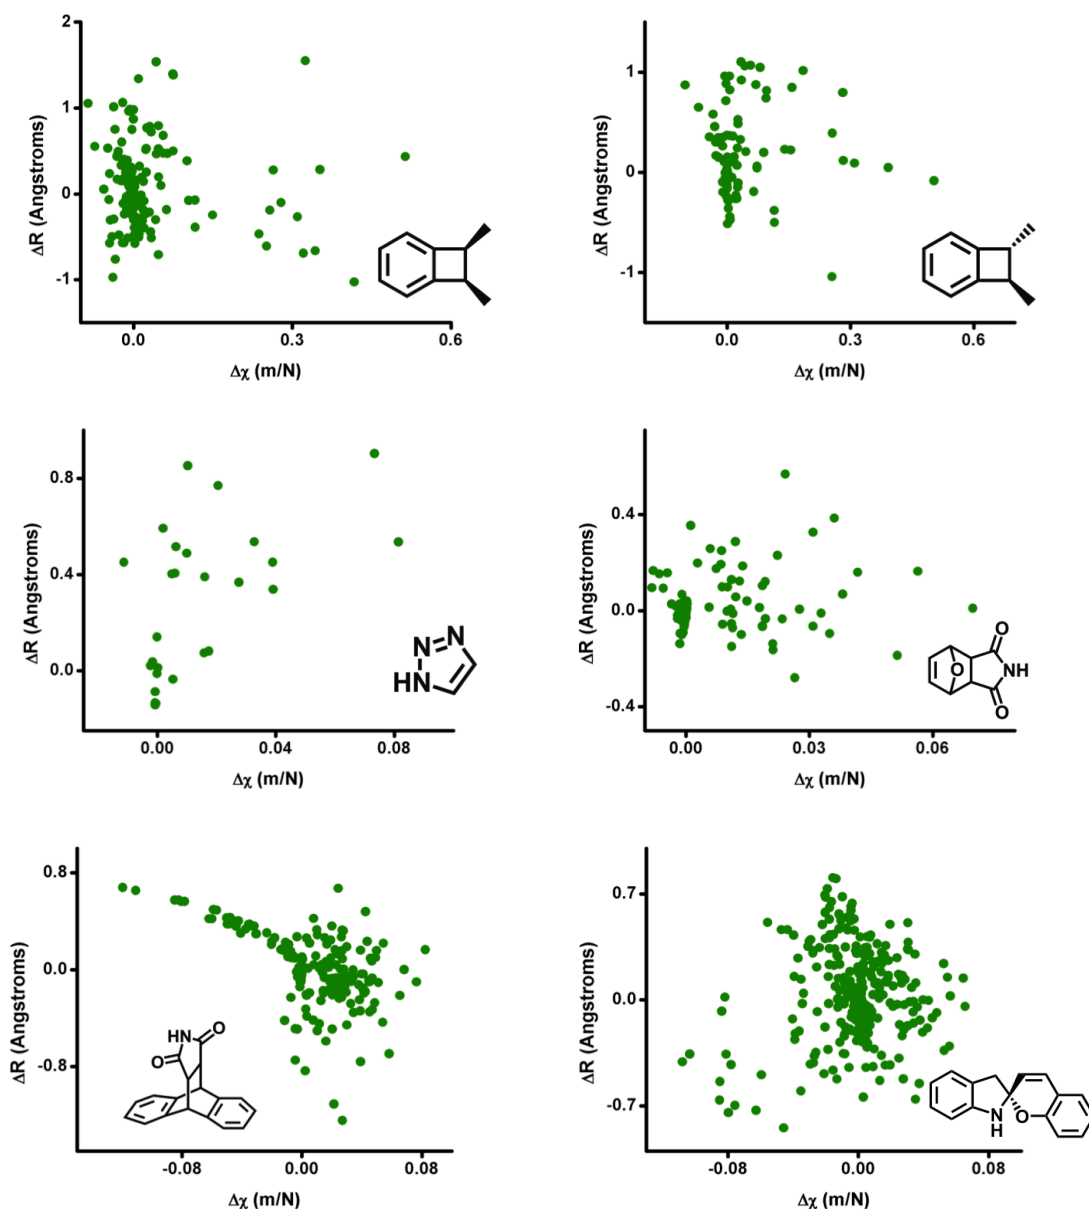 2
1
0
-1
ΔR (Angstroms)
0.0
0.3
0.6
Δχ (m/N)
1
0
-1
ΔR (Angstroms)
0.0
0.3
0.6
Δχ (m/N)
0.8
0.4
0.0
ΔR (Angstroms)
N
N
HN
0.00
0.04
0.08
Δχ (m/N)
0.4
0.0
-0.4
ΔR (Angstroms)
O
O
NH
O
0.00
0.03
0.06
Δχ (m/N)
0.8
0.0
-0.8
ΔR (Angstroms)
HN
O
O
-0.08
0.00
0.08
Δχ (m/N)
0.7
0.0
-0.7
ΔR (Angstroms)
N
H
O
-0.08
0.00
0.08
Δχ (m/N)